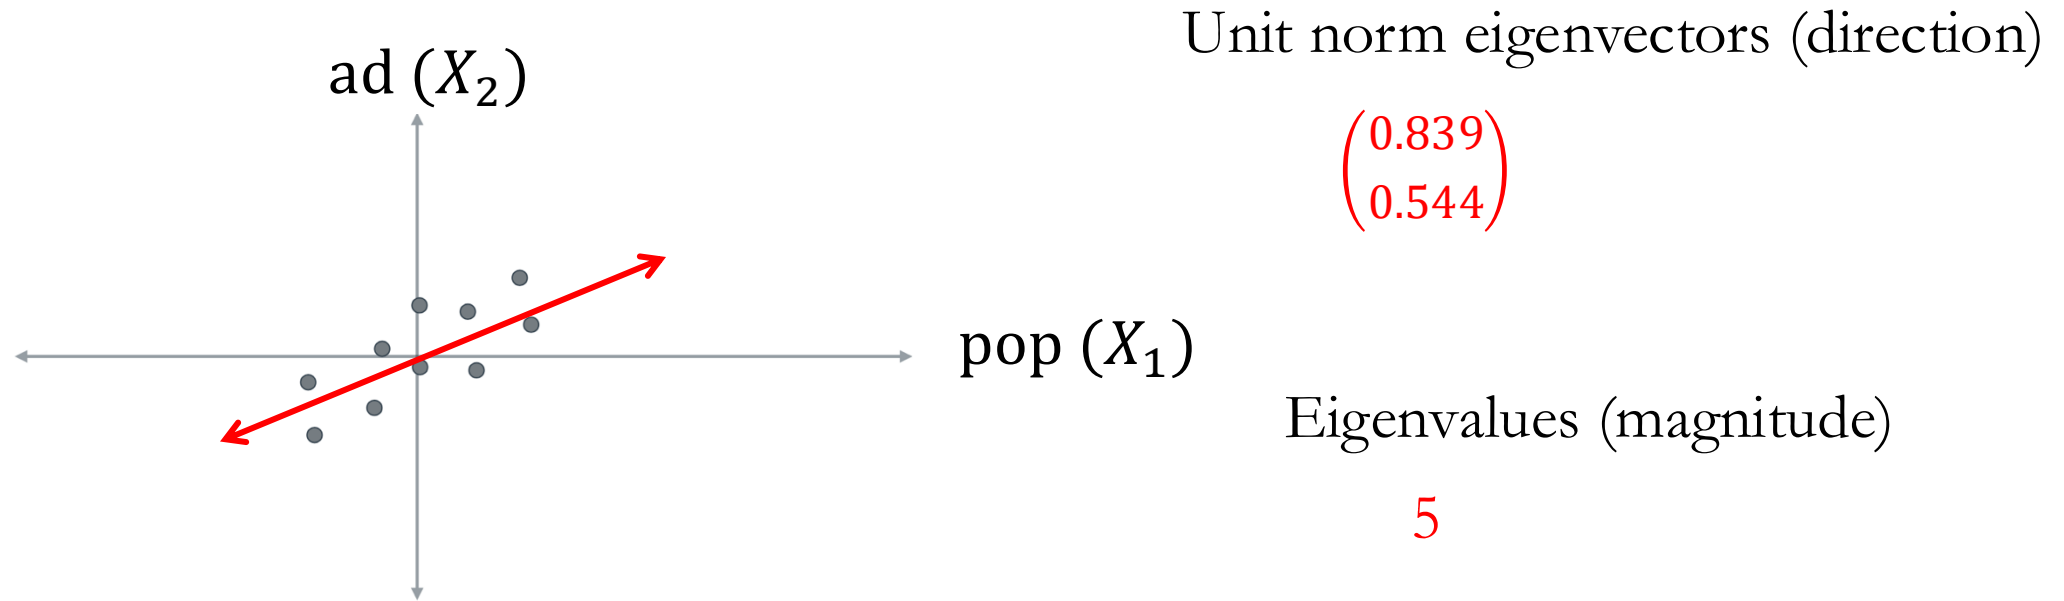 ad (X₂)
pop (X₁)
Unit norm eigenvectors (direction)
0.839
0.544
Eigenvalues (magnitude)
5